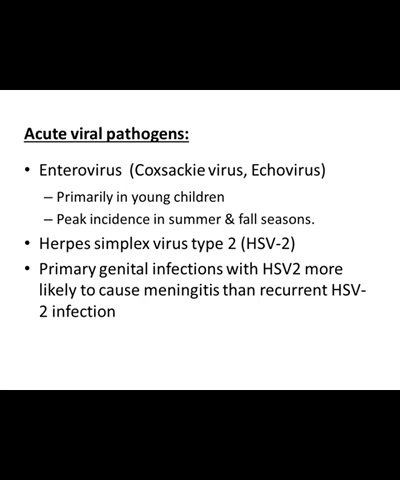 Acute viral pathogens:
• Enterovirus (Coxsackie virus, Echovirus)
– Primarily in young children
– Peak incidence in summer & fall seasons.
• Herpes simplex virus type 2 (HSV-2)
• Primary genital infections with HSV2 more
likely to cause meningitis than recurrent HSV-
2 infection